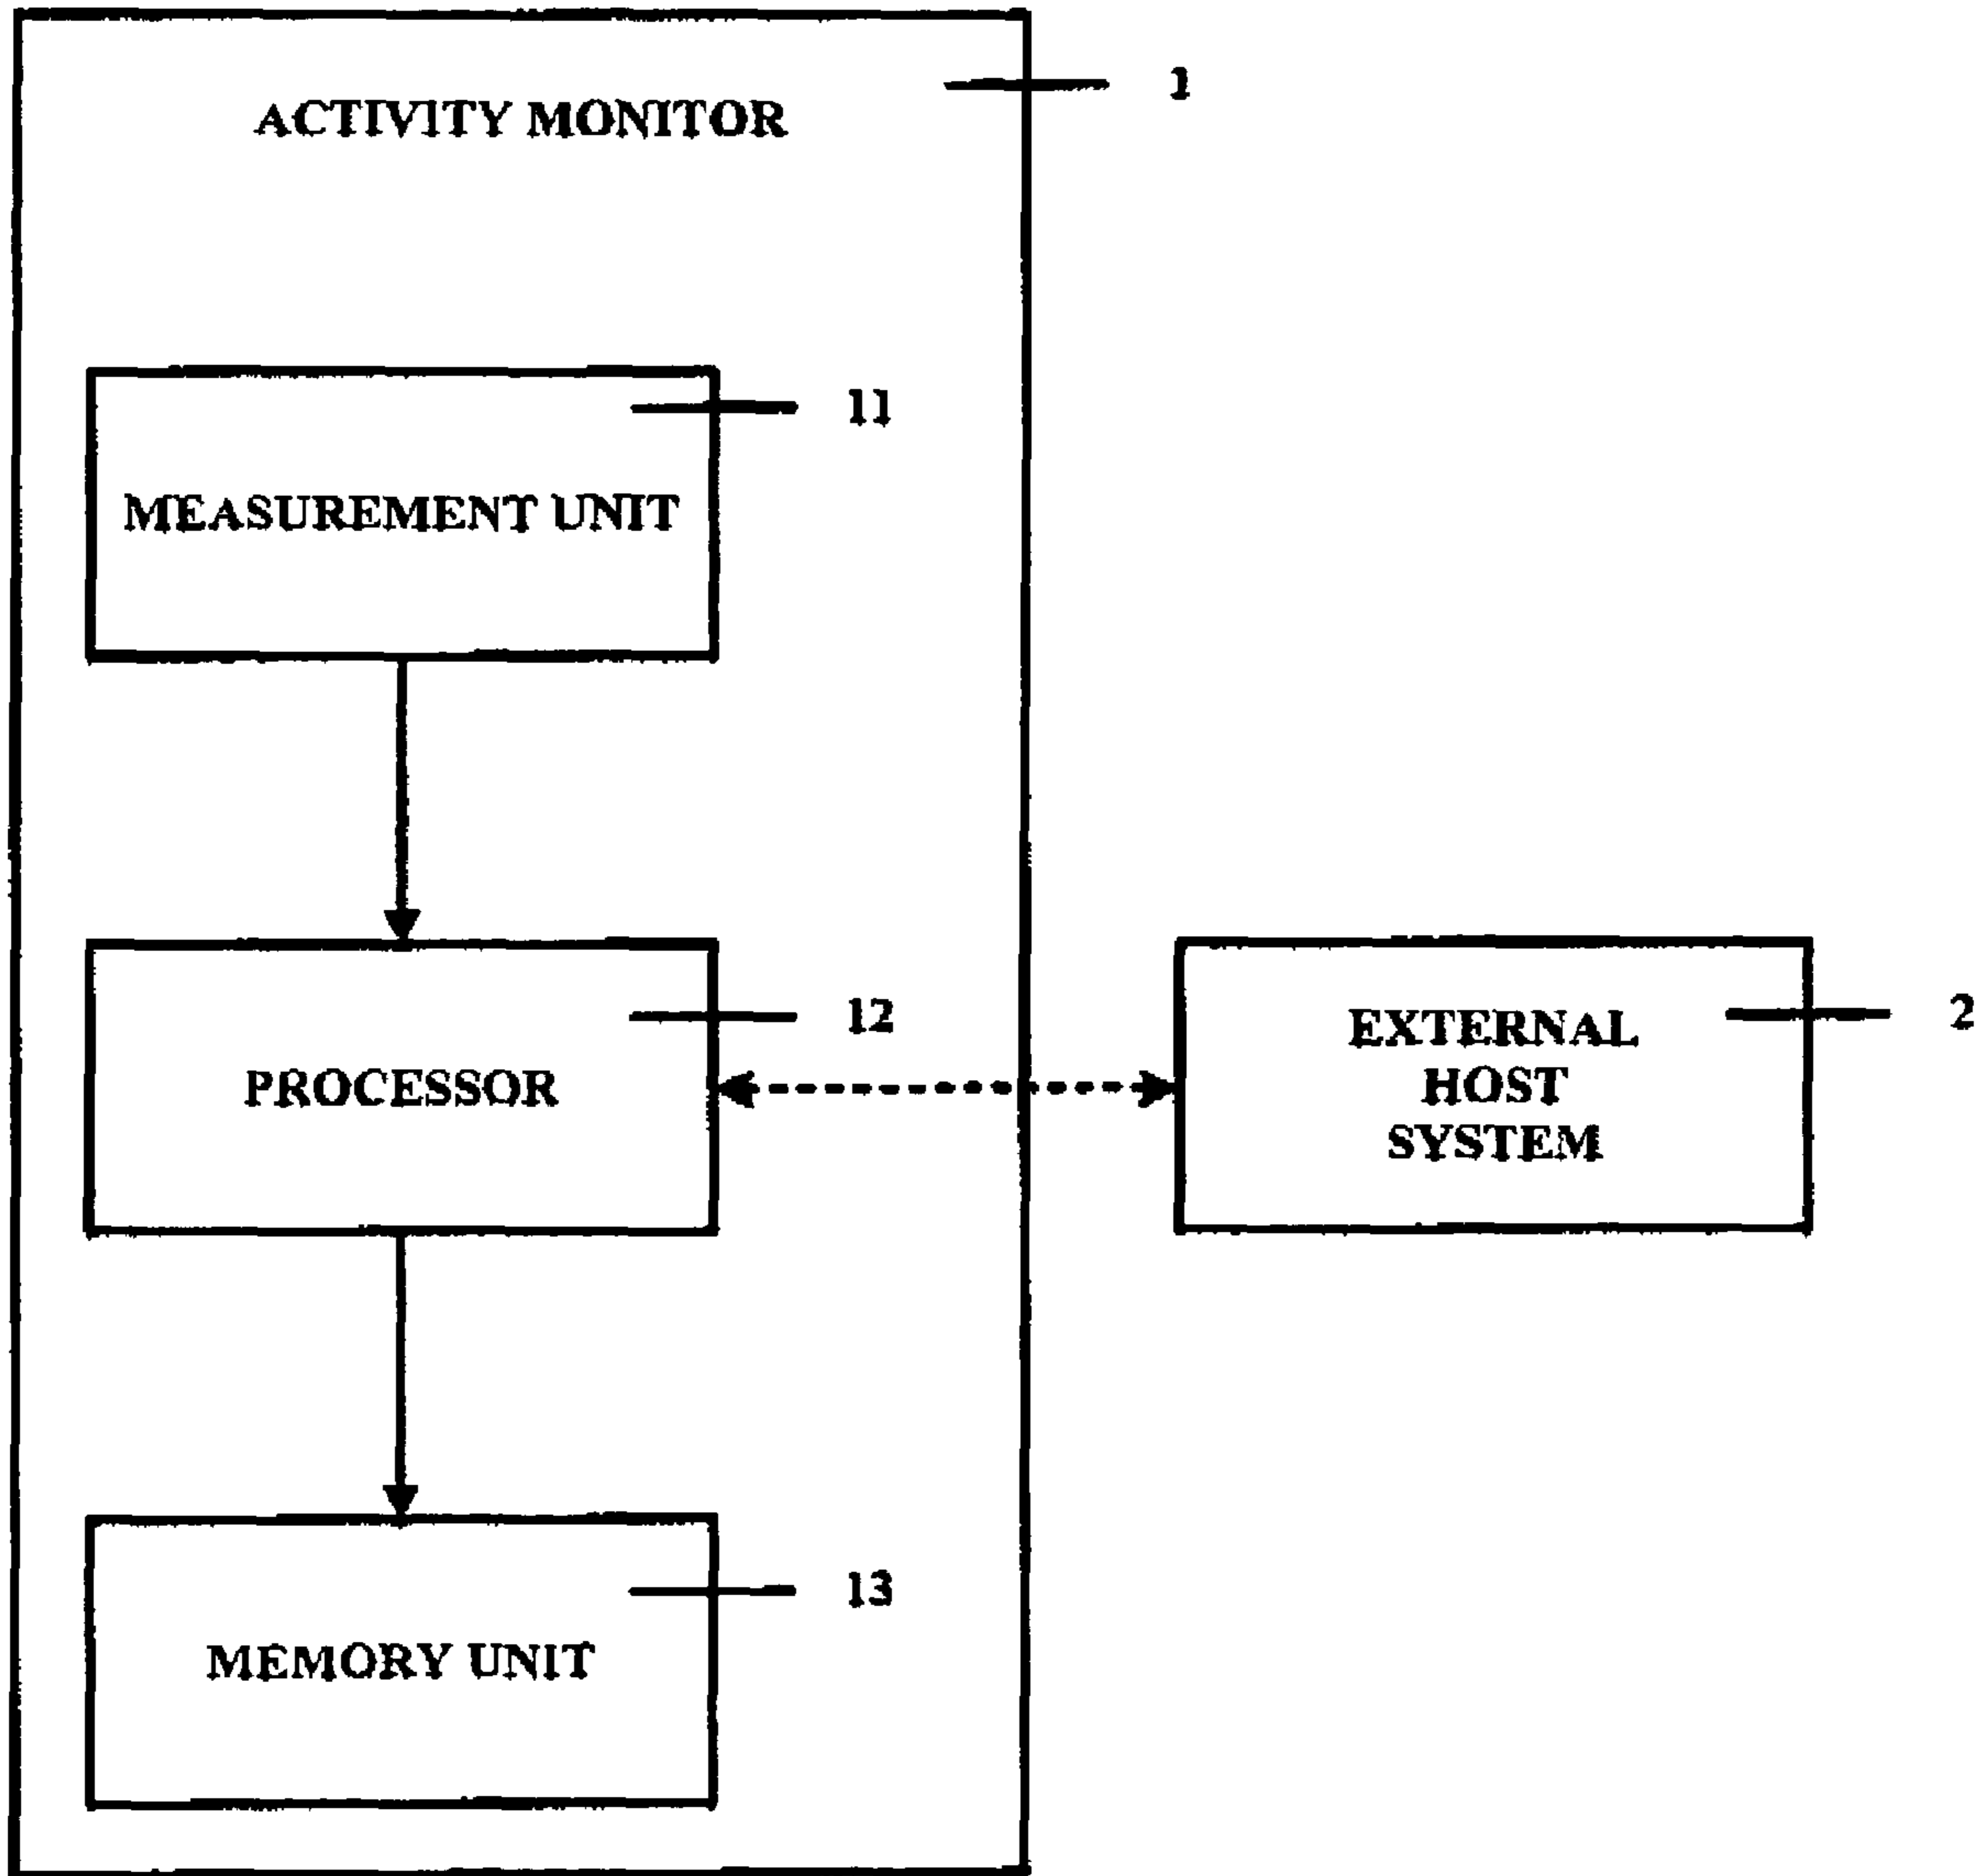 ACTIVITY MONITOR
1
11
MEASUREMENT UNIT
12
PROCESSOR
2
EXTERNAL
HOST
SYSTEM
13
MEMORY UNIT